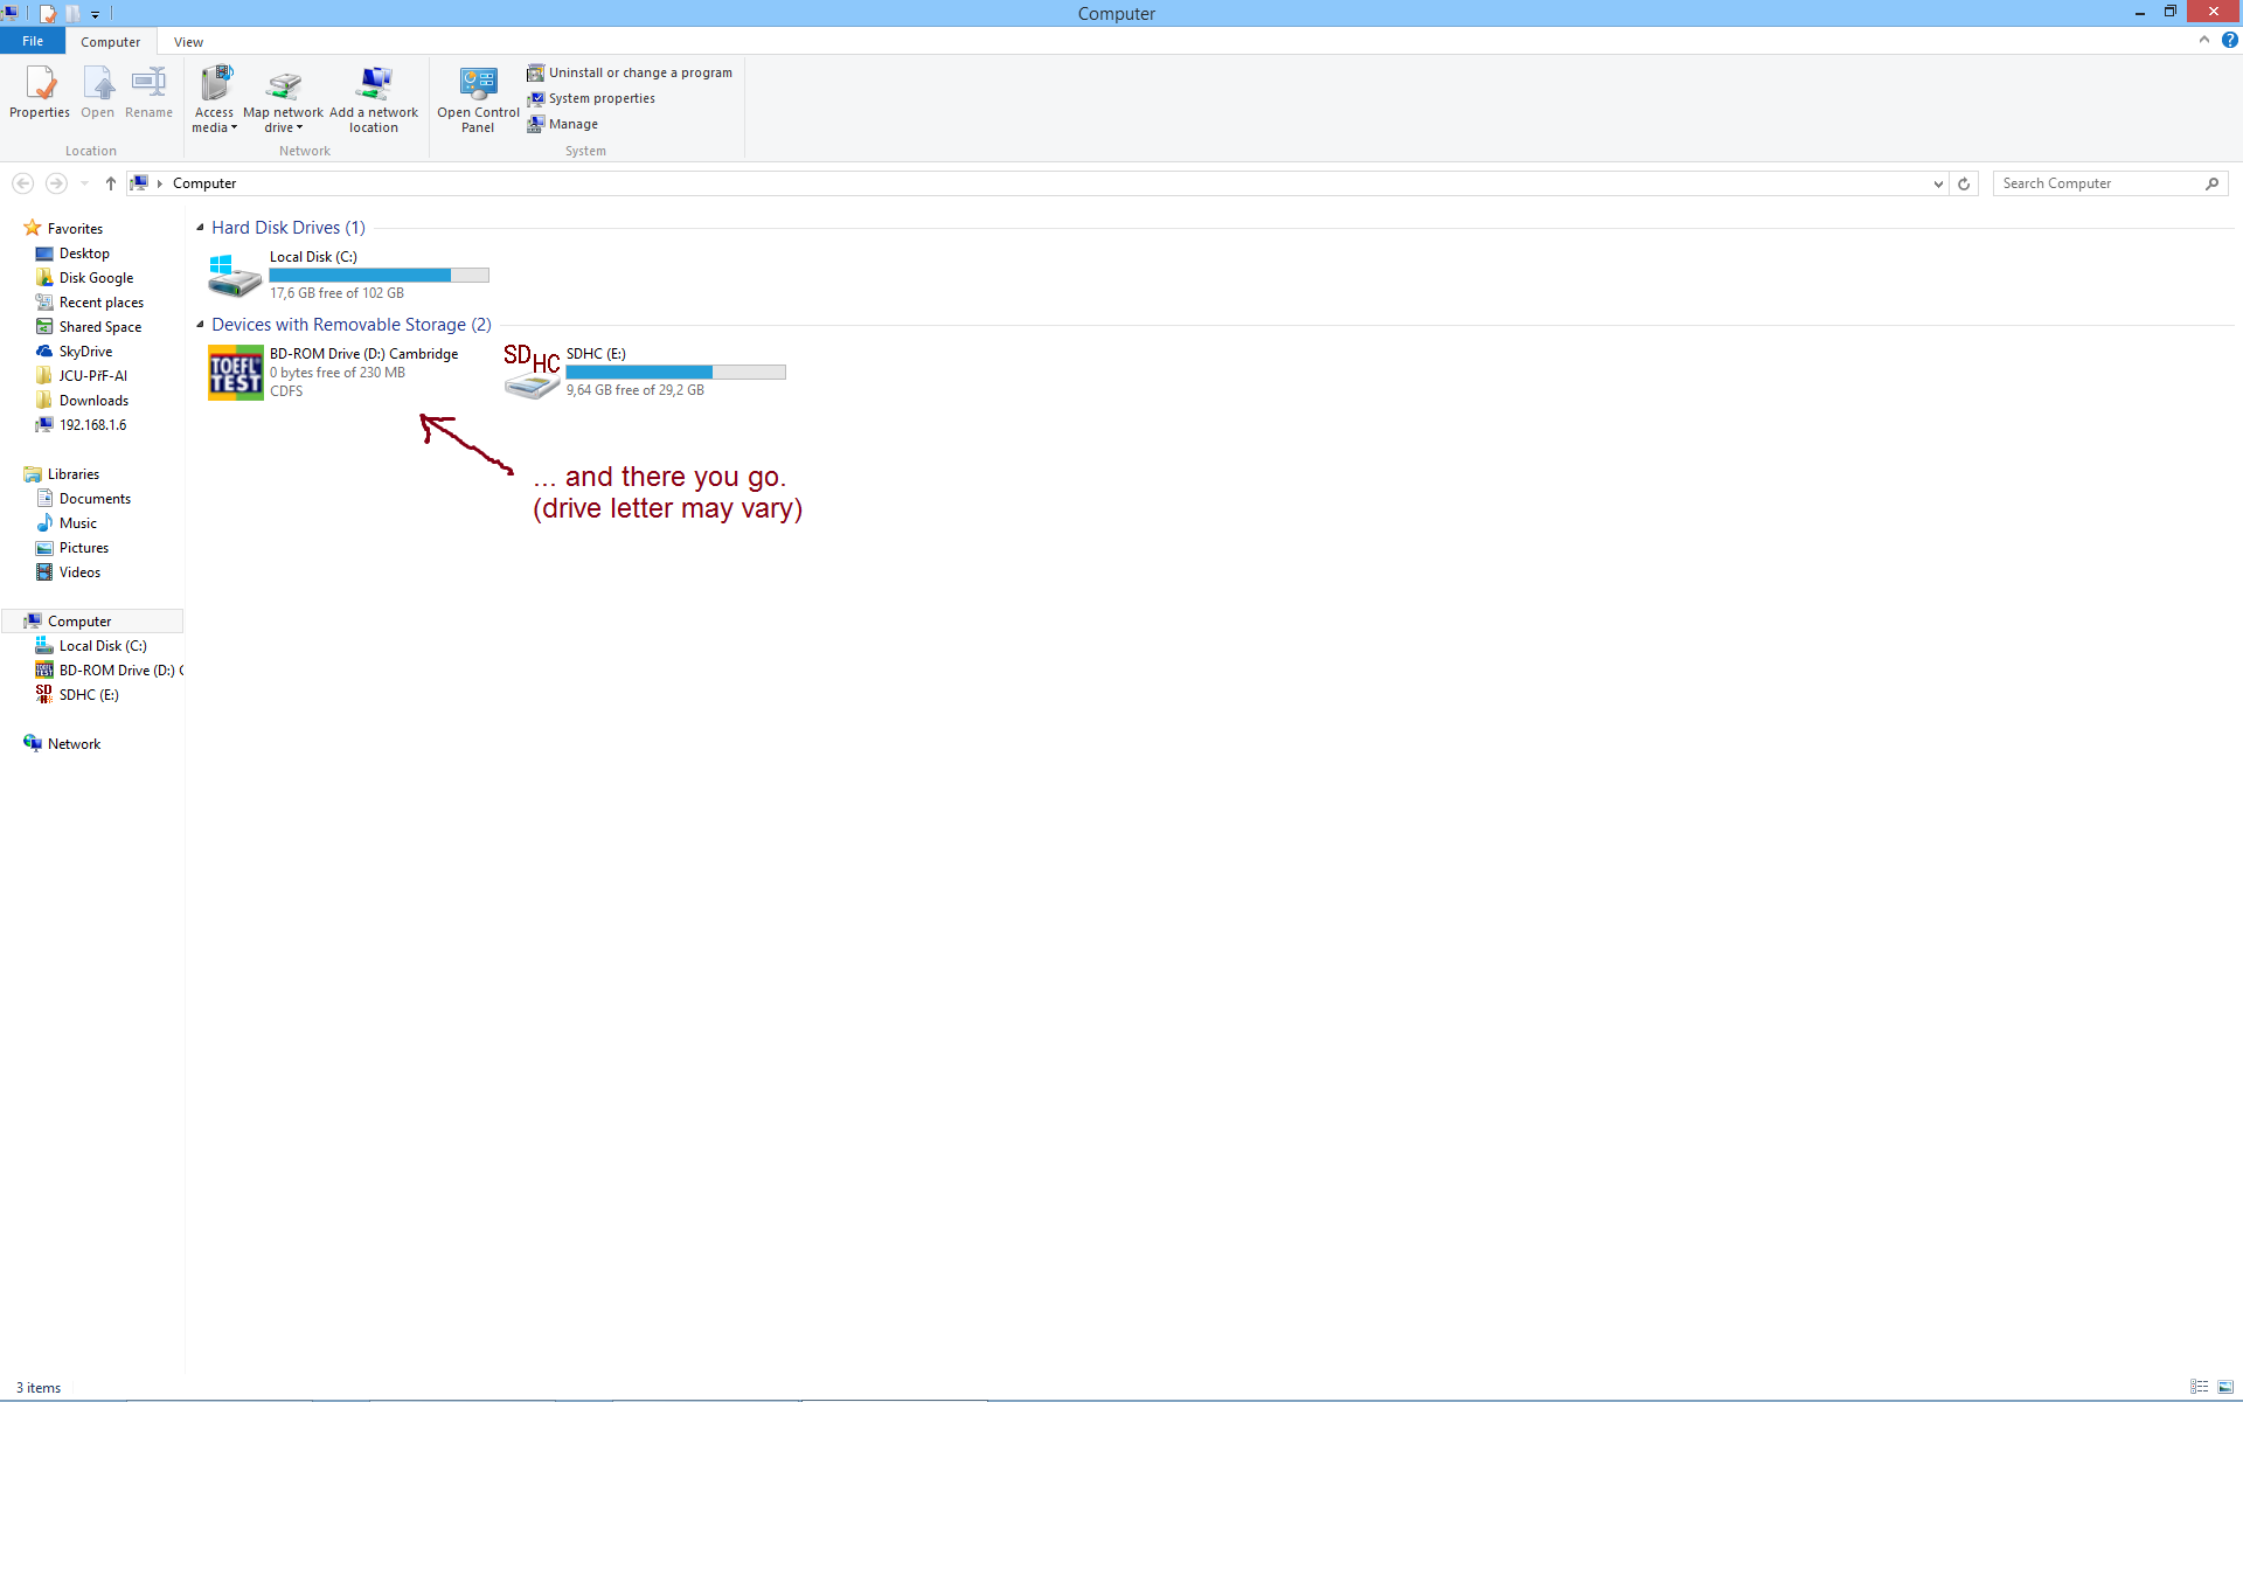 Computer
File
Computer
View
Properties
Open
Rename
Access
media
Map network
drive
Add a network
location
Open Control
Panel
Uninstall or change a program
System properties
Manage
Location
Network
System
Computer
Search Computer
Favorites
Desktop
Disk Google
Recent places
Shared Space
SkyDrive
JCU-PřF-AI
Downloads
192.168.1.6
Libraries
Documents
Music
Pictures
Videos
Computer
Local Disk (C:)
BD-ROM Drive (D:) C
SDHC (E:)
Network
Hard Disk Drives (1)
Local Disk (C:)
17,6 GB free of 102 GB
Devices with Removable Storage (2)
TOEFL
TEST
BD-ROM Drive (D:) Cambridge
0 bytes free of 230 MB
CDFS
SDHC
SDHC (E:)
9,64 GB free of 29,2 GB
... and there you go.
(drive letter may vary)
3 items